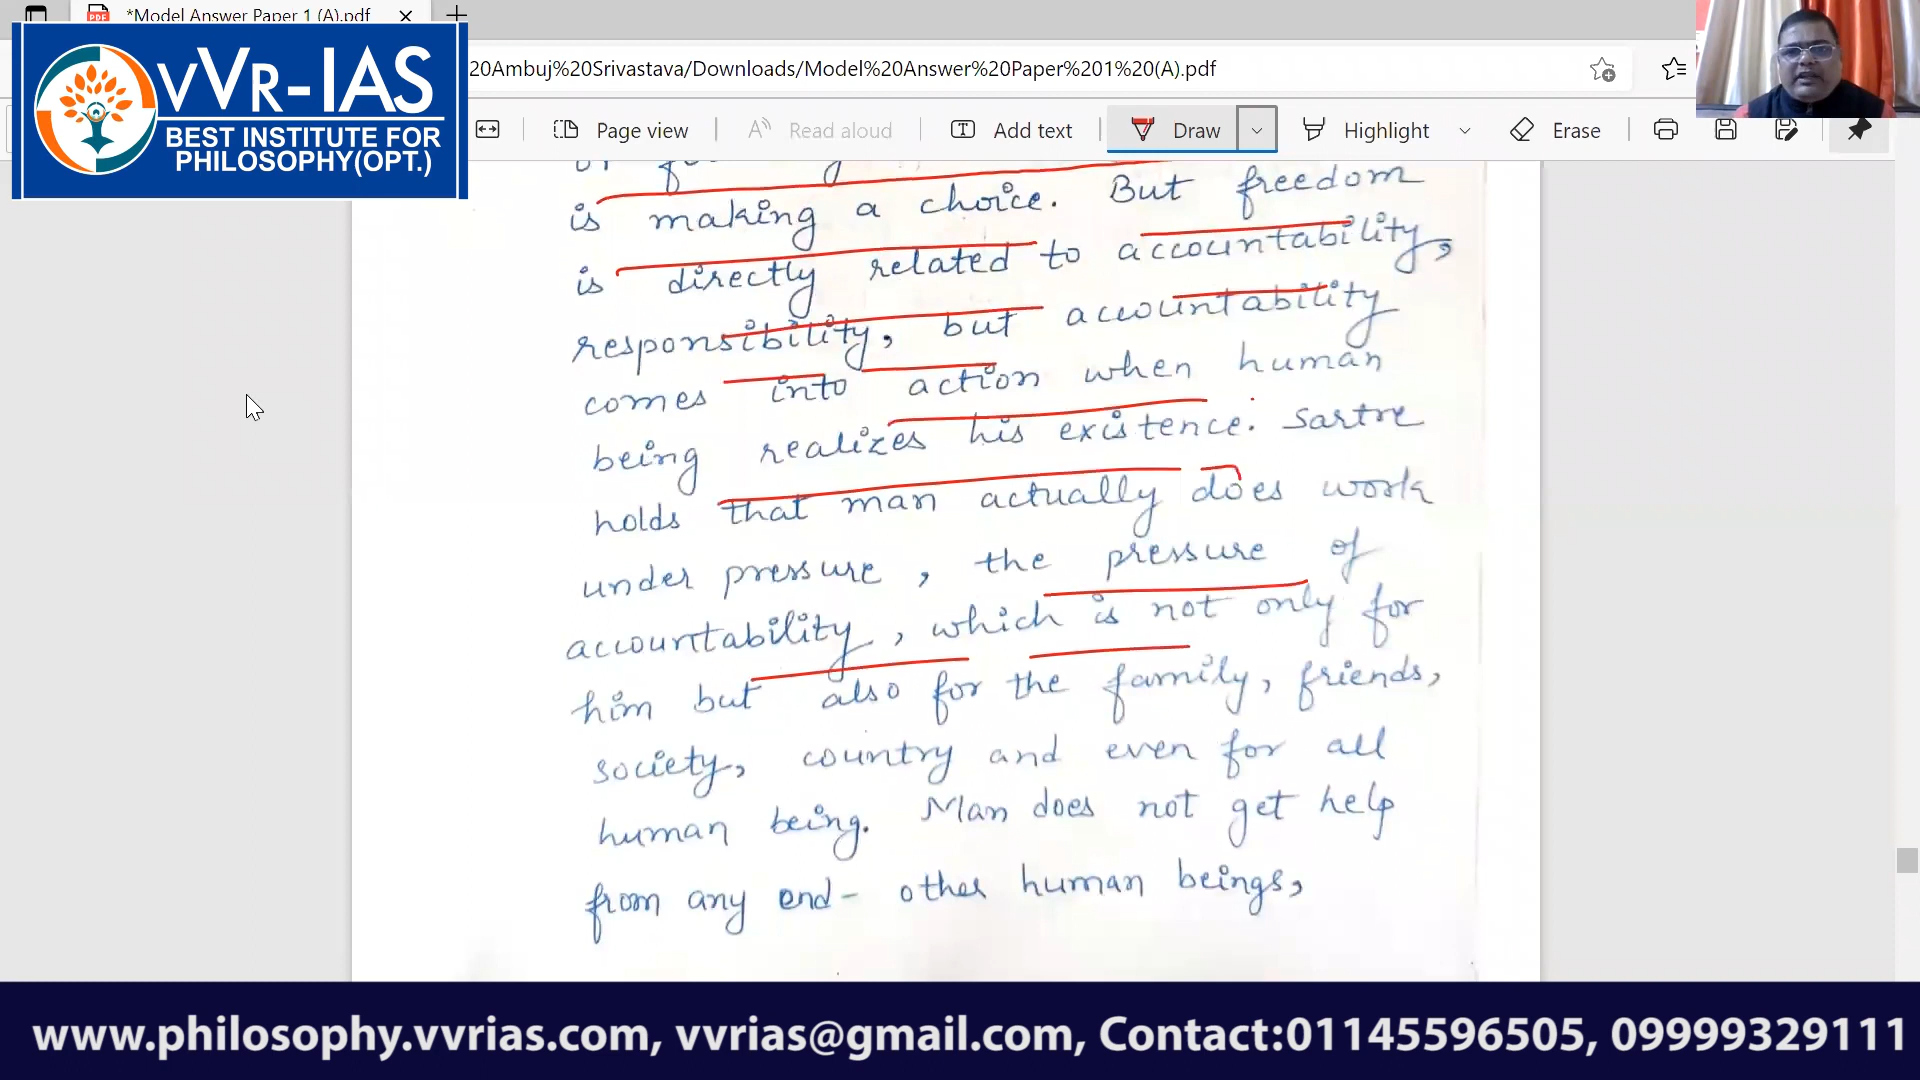 *Model Answer Paper 1 (A).pdf
vVR-IAS
BEST INSTITUTE FOR
PHILOSOPHY(OPT.)
20Ambuj%20Srivastava/Downloads/Model%20Answer%20Paper%201%20(A).pdf
Page view
Read aloud
Add text
Draw
Highlight
Erase
is making a choice. But freedom
is directly related to accountability,
responsibility, but accountability
comes into action when human
being realizes his existence. Sartre
holds that man actually does work
under pressure, the pressure of
accountability, which is not only for
him but also for the family, friends,
society, country and even for all
human being. Man does not get help
from any end - other human beings,
www.philosophy.vvrias.com, vvrias@gmail.com, Contact:01145596505, 09999329111